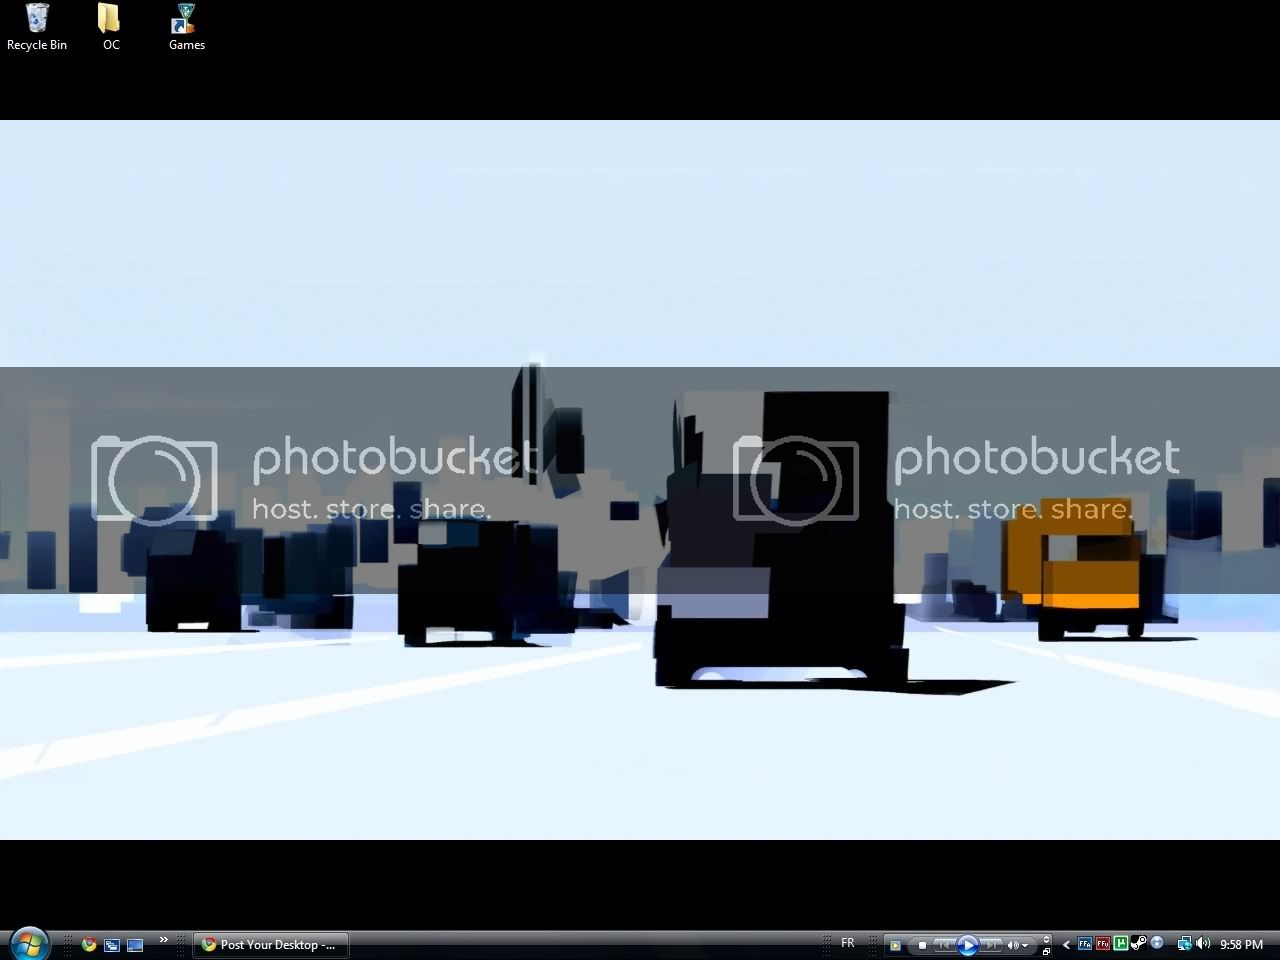 Recycle Bin
OC
Games
photobucket
host. store. share.
photobucket
host. store. share.
Post Your Desktop -...
FR
9:58 PM